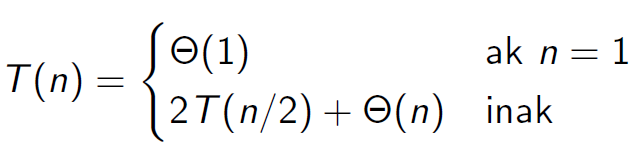 T(n) = { Θ(1) ak n = 1
2T(n/2) + Θ(n) inak